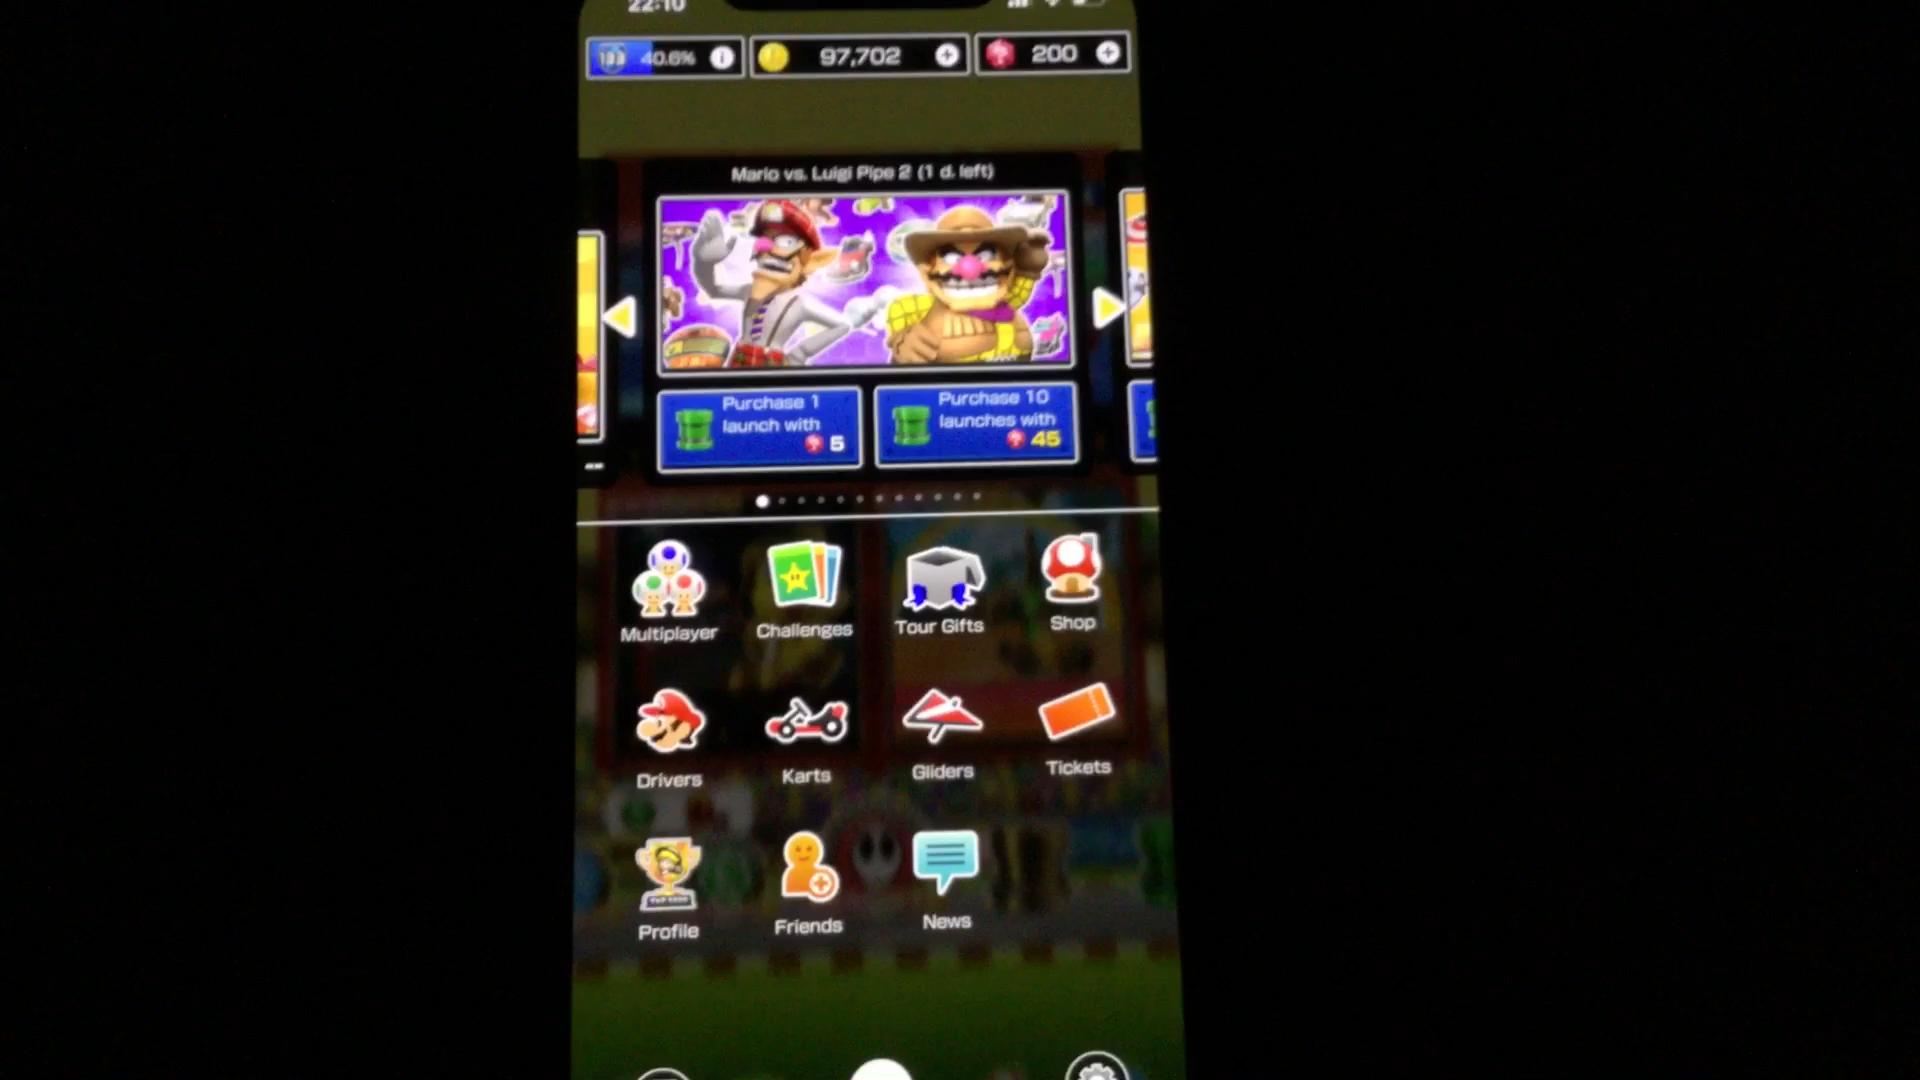 22:10
133 40.6% i
97,702
200
Mario vs. Luigi Pipe 2 (1 d. left)
Purchase 1
launch with
5
Purchase 10
launches with
45
Multiplayer
Challenges
Tour Gifts
Shop
Drivers
Karts
Gliders
Tickets
Profile
Friends
News